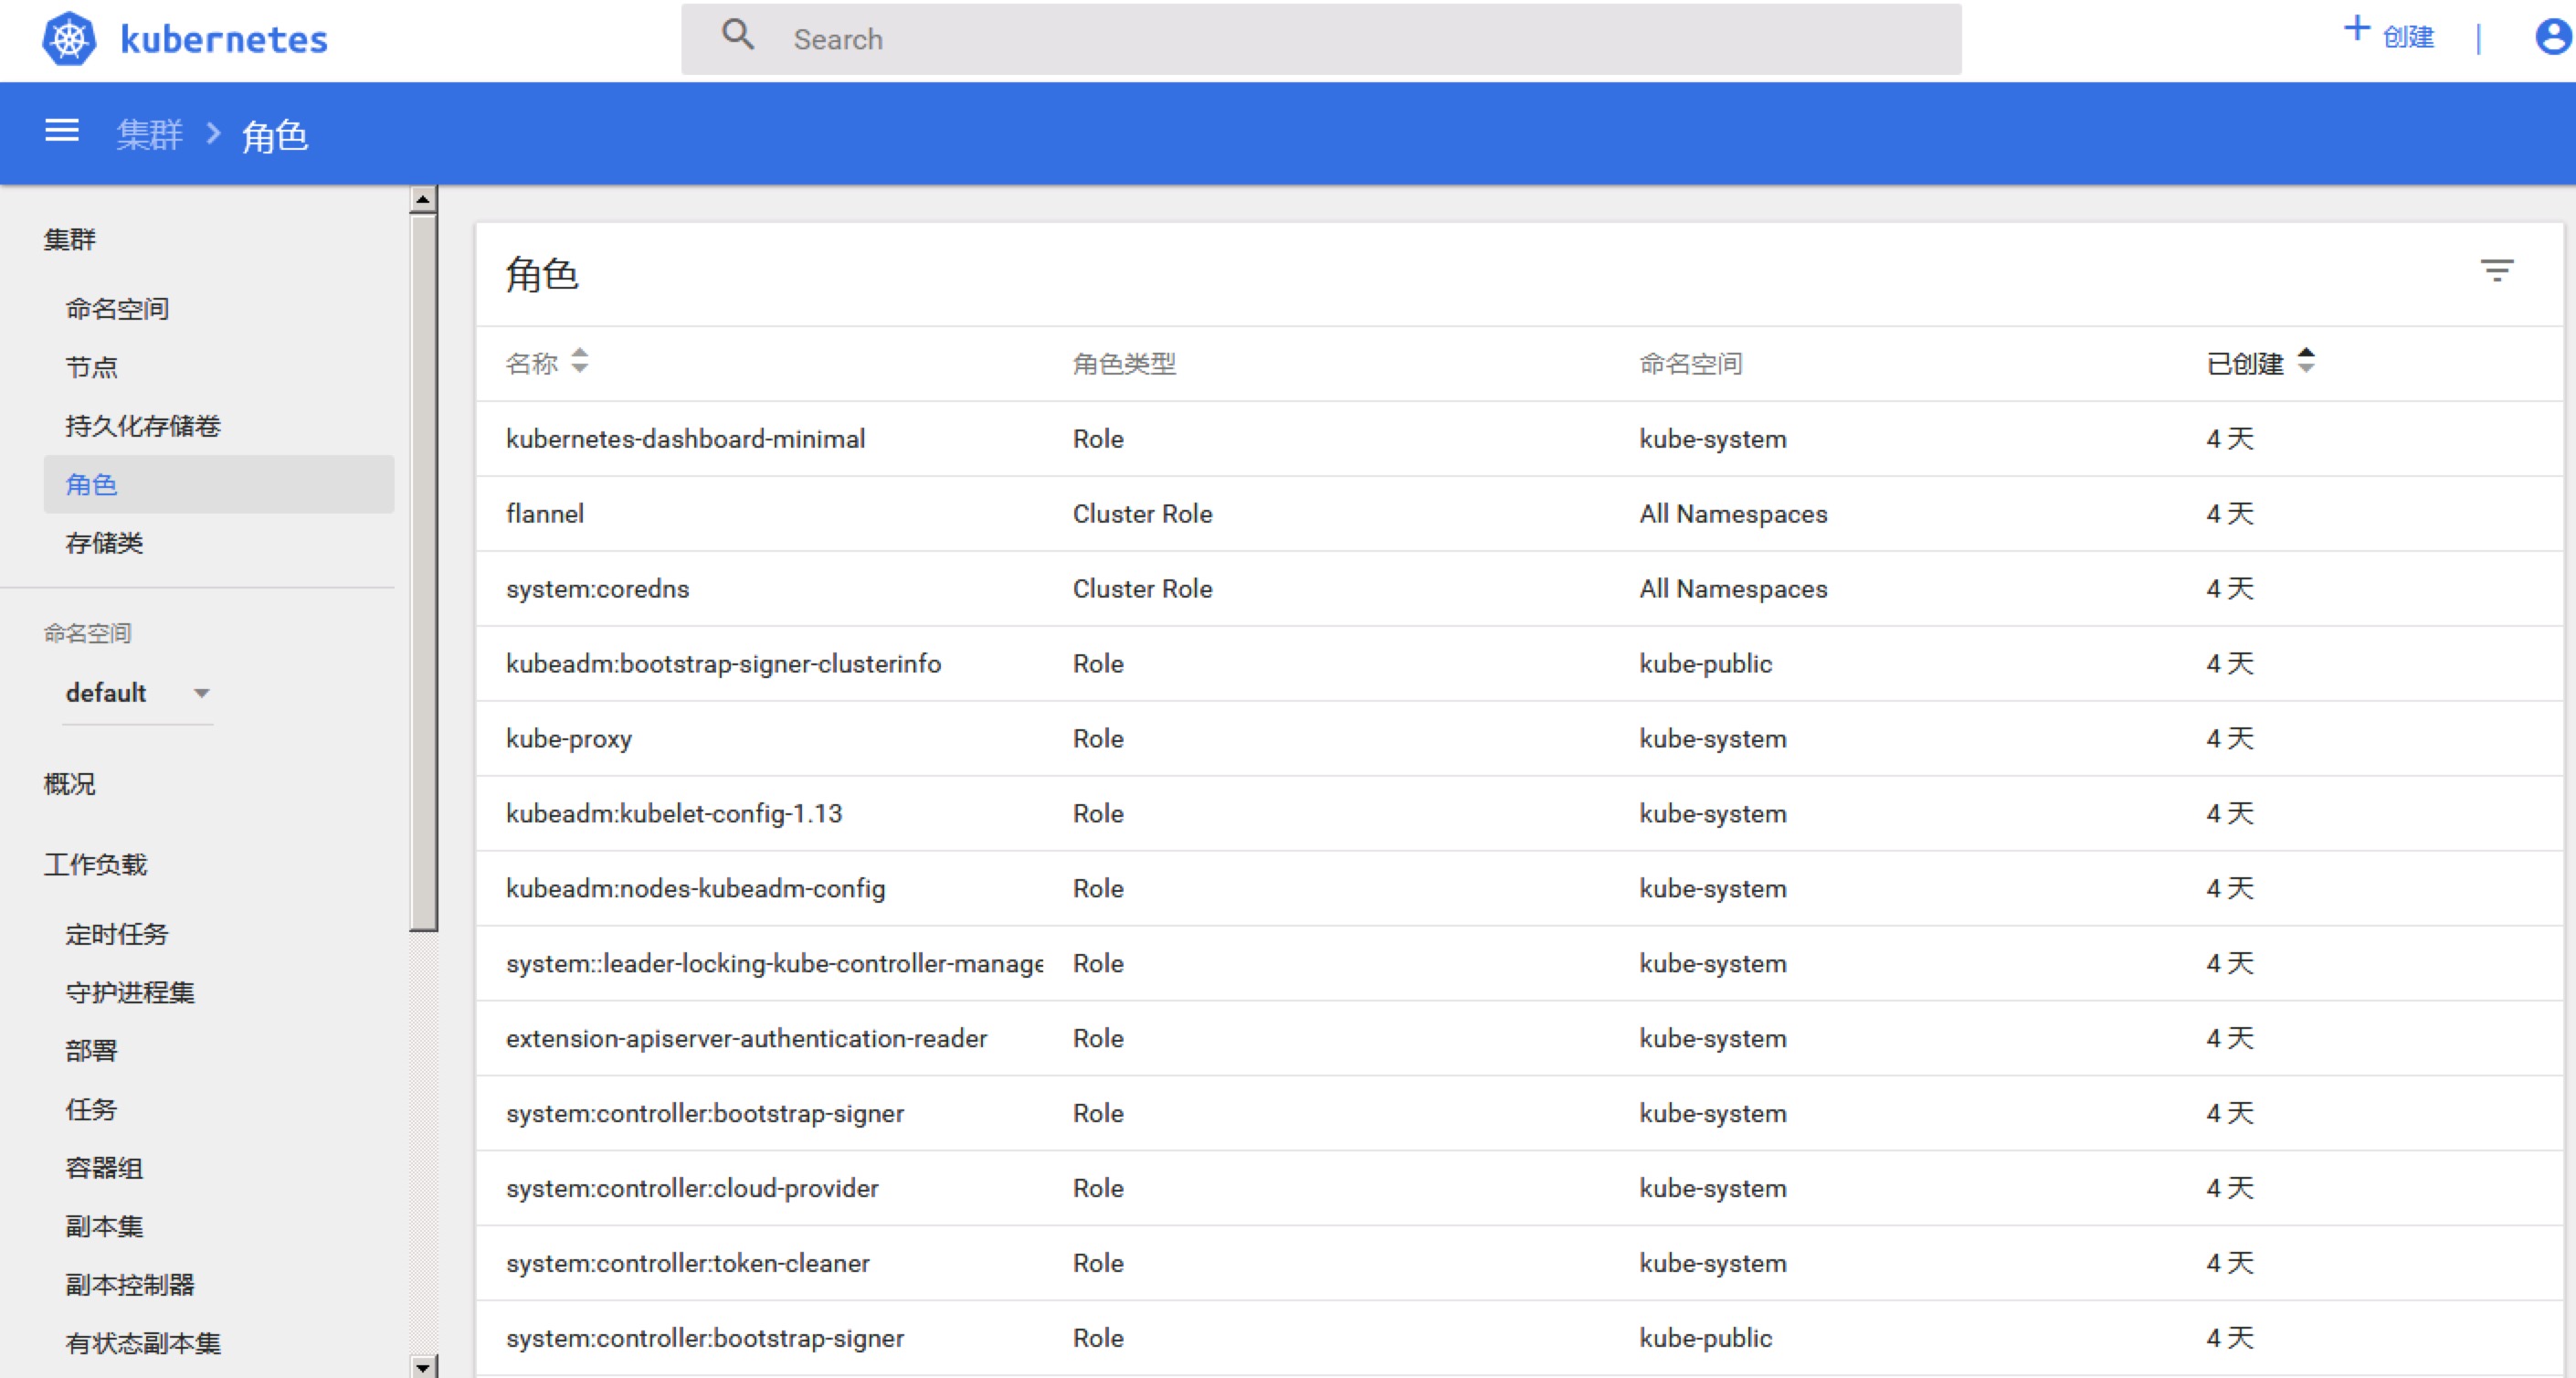 kubernetes
Search
+ 创建 |
集群 > 角色
集群
命名空间
节点
持久化存储卷
角色
存储类
命名空间
default
概况
工作负载
定时任务
守护进程集
部署
任务
容器组
副本集
副本控制器
有状态副本集
角色
名称 角色类型 命名空间 已创建
kubernetes-dashboard-minimal Role kube-system 4 天
flannel Cluster Role All Namespaces 4 天
system:coredns Cluster Role All Namespaces 4 天
kubeadm:bootstrap-signer-clusterinfo Role kube-public 4 天
kube-proxy Role kube-system 4 天
kubeadm:kubelet-config-1.13 Role kube-system 4 天
kubeadm:nodes-kubeadm-config Role kube-system 4 天
system::leader-locking-kube-controller-manage Role kube-system 4 天
extension-apiserver-authentication-reader Role kube-system 4 天
system:controller:bootstrap-signer Role kube-system 4 天
system:controller:cloud-provider Role kube-system 4 天
system:controller:token-cleaner Role kube-system 4 天
system:controller:bootstrap-signer Role kube-public 4 天